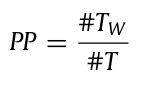 PP = #T_W / #T